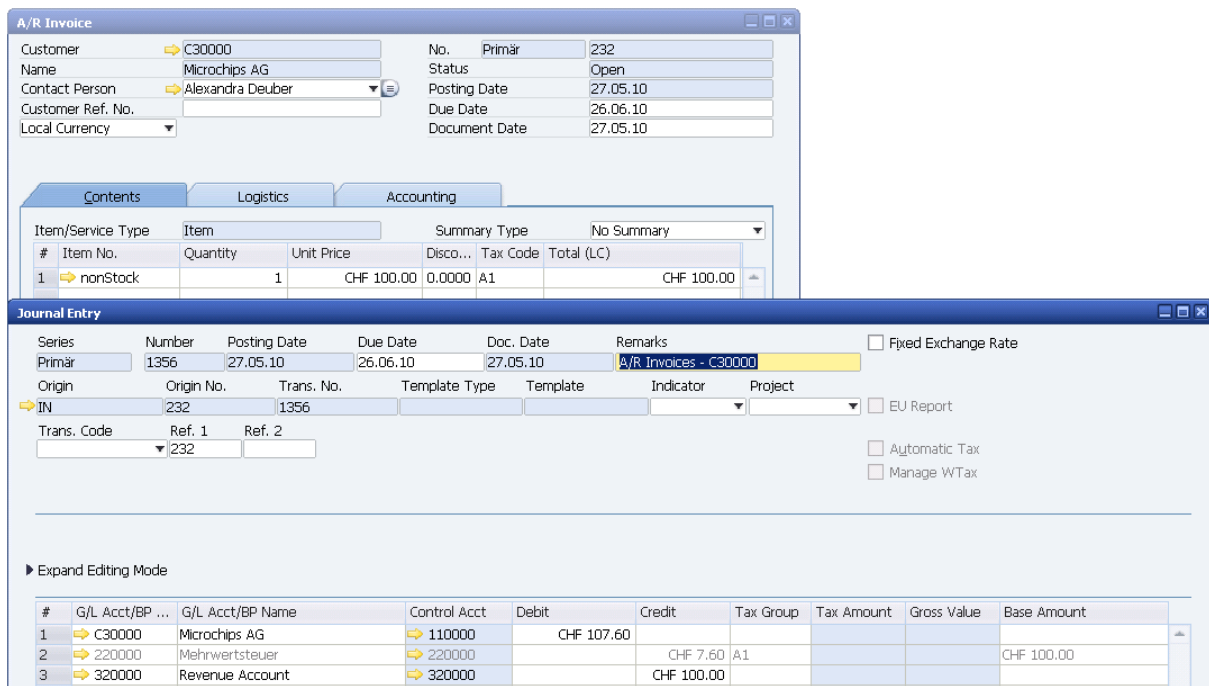 A/R Invoice
Customer C30000 No. Primär 232
Name Microchips AG Status Open
Contact Person Alexandra Deuber Posting Date 27.05.10
Customer Ref. No. Due Date 26.06.10
Local Currency Document Date 27.05.10
Contents Logistics Accounting
Item/Service Type Item Summary Type No Summary
# Item No. Quantity Unit Price Disco... Tax Code Total (LC)
1 nonStock 1 CHF 100.00 0.0000 A1 CHF 100.00
Journal Entry
Series Number Posting Date Due Date Doc. Date Remarks Fixed Exchange Rate
Primär 1356 27.05.10 26.06.10 27.05.10 A/R Invoices - C30000
Origin Origin No. Trans. No. Template Type Template Indicator Project
IN 232 1356 EU Report
Trans. Code Ref. 1 Ref. 2
232 Automatic Tax
Manage WTax
Expand Editing Mode
# G/L Acct/BP ... G/L Acct/BP Name Control Acct Debit Credit Tax Group Tax Amount Gross Value Base Amount
1 C30000 Microchips AG 110000 CHF 107.60
2 220000 Mehrwertsteuer 220000 CHF 7.60 A1 CHF 100.00
3 320000 Revenue Account 320000 CHF 100.00